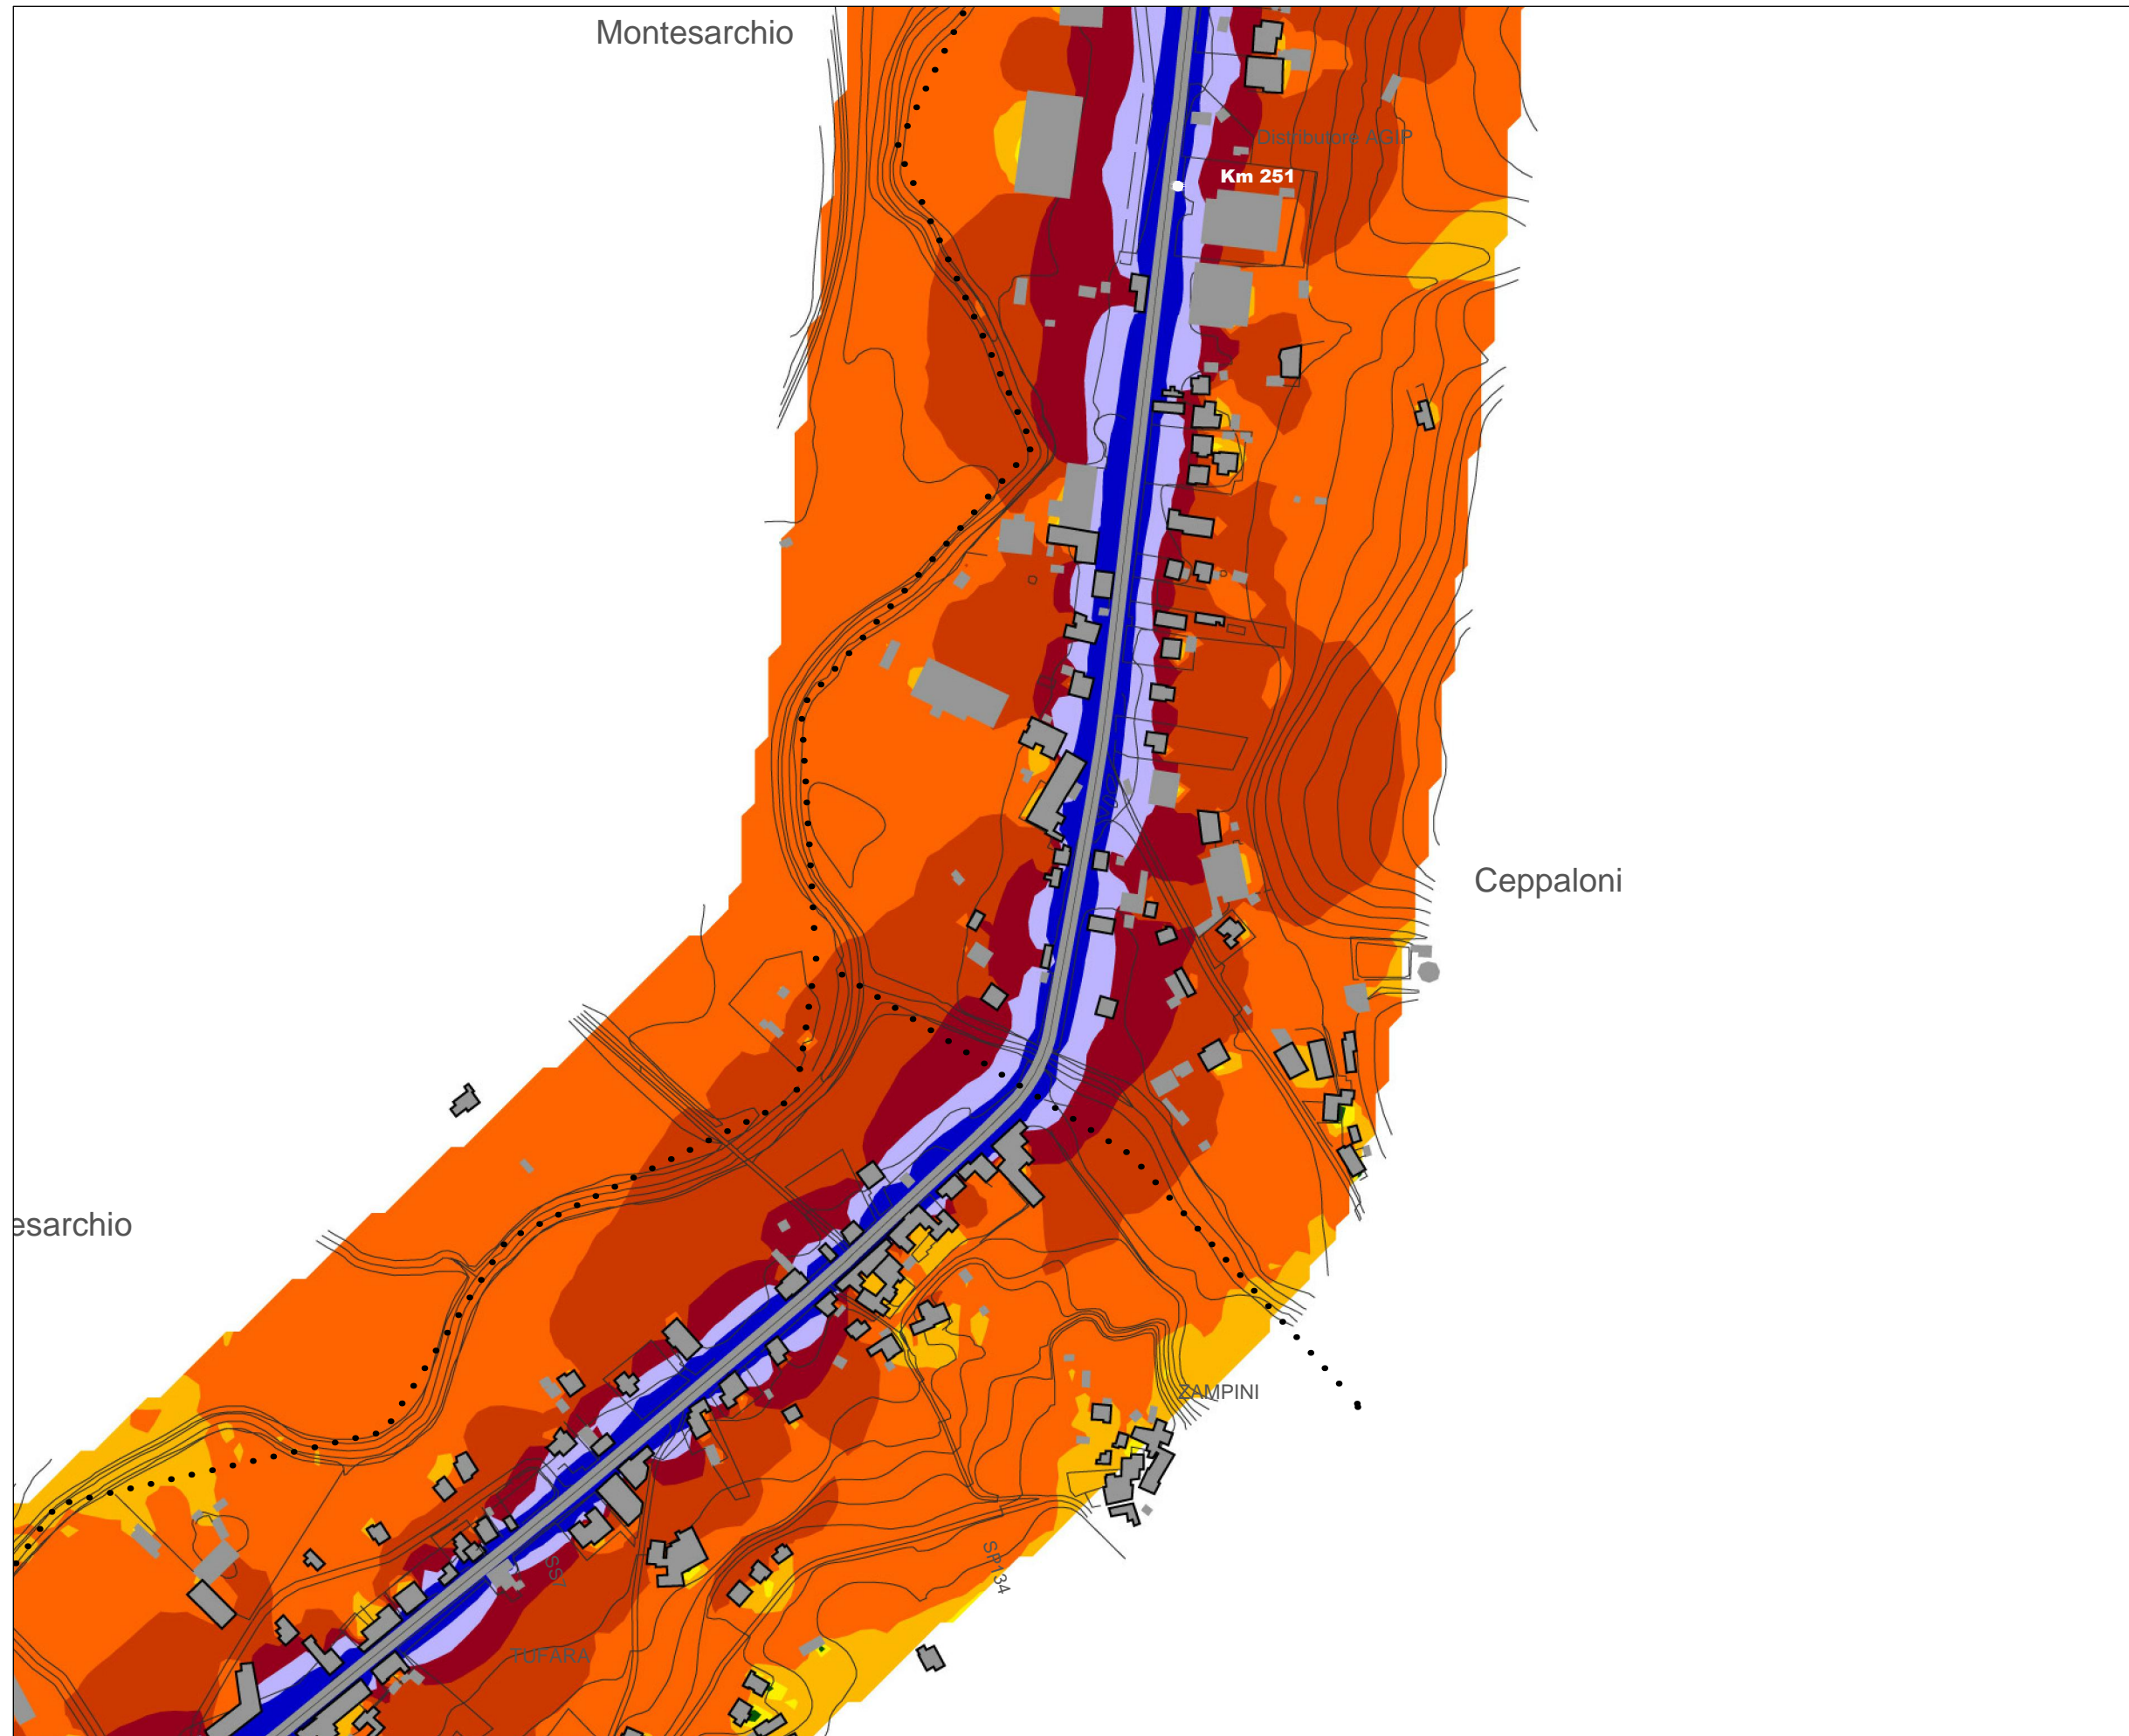 Montesarchio
Distributore AGIP
Km 251
Ceppaloni
esarchio
ZAMPINI
SS7
SP134
TUFARA